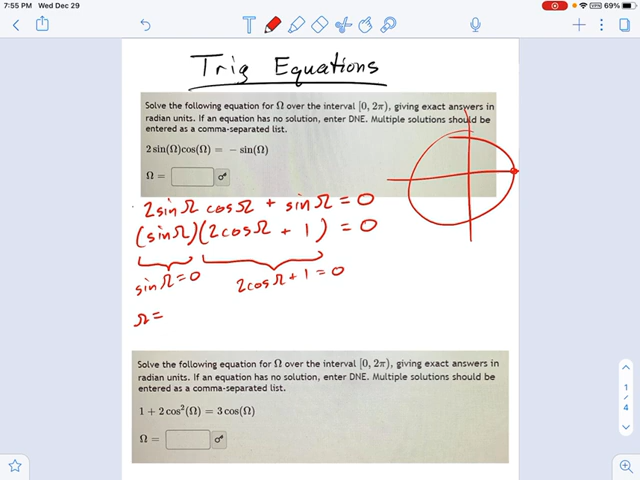 7:55 PM Wed Dec 29
69%
Trig Equations
Solve the following equation for Ω over the interval [0, 2π), giving exact answers in
radian units. If an equation has no solution, enter DNE. Multiple solutions should be
entered as a comma-separated list.
2 sin(Ω)cos(Ω) = − sin(Ω)
Ω =
2sinΩ cosΩ + sinΩ = 0
(sinΩ)(2cosΩ + 1) = 0
sinΩ = 0
2cosΩ + 1 = 0
Ω =
Solve the following equation for Ω over the interval [0, 2π), giving exact answers in
radian units. If an equation has no solution, enter DNE. Multiple solutions should be
entered as a comma-separated list.
1 + 2 cos²(Ω) = 3 cos(Ω)
Ω =
1
/
4